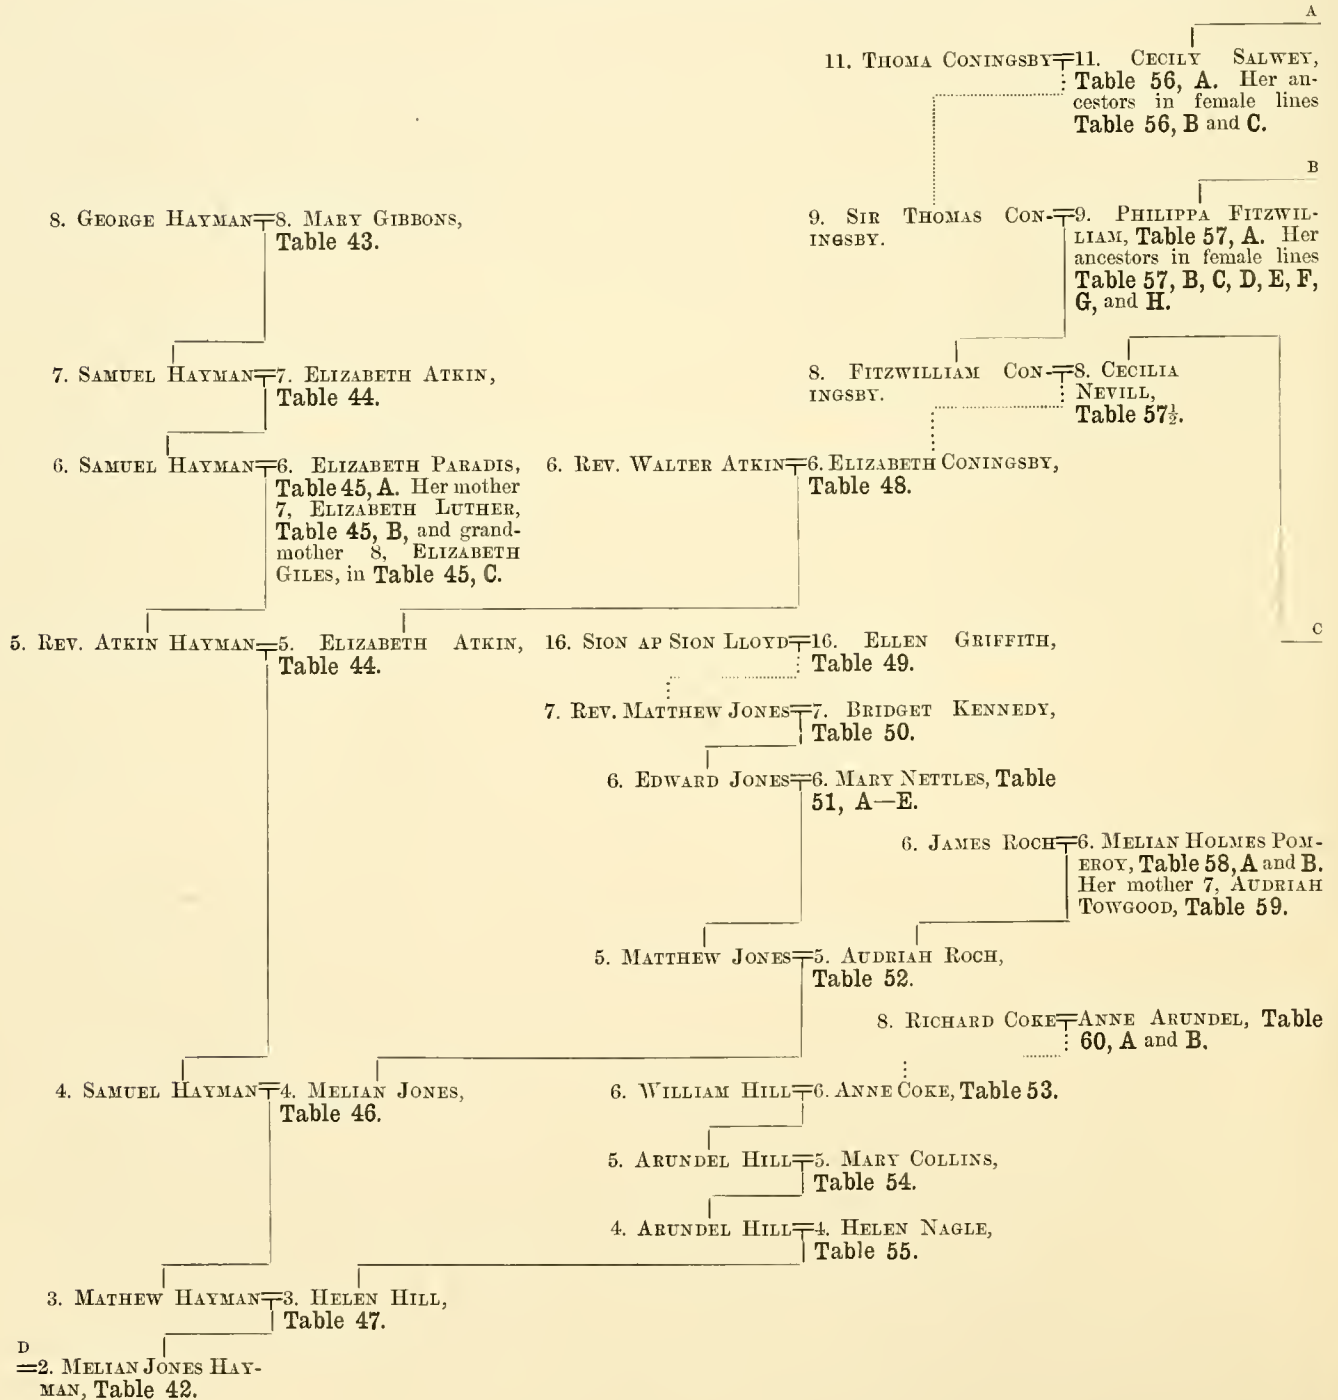 A
11. THOMA CONINGSBY
11. CECILY SALWEY,
Table 56, A. Her an-
cestors in female lines
Table 56, B and C.
B
8. GEORGE HAYMAN
8. MARY GIBBONS,
Table 43.
9. SIR THOMAS CON-
INGSBY.
9. PHILIPPA FITZWIL-
LIAM, Table 57, A. Her
ancestors in female lines
Table 57, B, C, D, E, F,
G, and H.
7. SAMUEL HAYMAN
7. ELIZABETH ATKIN,
Table 44.
8. FITZWILLIAM CON-
INGSBY.
8. CECILIA
NEVILL,
Table 57½.
6. SAMUEL HAYMAN
6. ELIZABETH PARADIS,
Table 45, A. Her mother
7, ELIZABETH LUTHER,
Table 45, B, and grand-
mother 8, ELIZABETH
GILES, in Table 45, C.
6. REV. WALTER ATKIN
6. ELIZABETH CONINGSBY,
Table 48.
C
5. REV. ATKIN HAYMAN
5. ELIZABETH ATKIN,
Table 44.
16. SION AP SION LLOYD
16. ELLEN GRIFFITH,
Table 49.
7. REV. MATTHEW JONES
7. BRIDGET KENNEDY,
Table 50.
6. EDWARD JONES
6. MARY NETTLES, Table
51, A—E.
6. JAMES ROCH
6. MELIAN HOLMES POM-
EROY, Table 58, A and B.
Her mother 7, AUDRIAH
TOWGOOD, Table 59.
5. MATTHEW JONES
5. AUDRIAH ROCH,
Table 52.
8. RICHARD COKE
ANNE ARUNDEL, Table
60, A and B.
4. SAMUEL HAYMAN
4. MELIAN JONES,
Table 46.
6. WILLIAM HILL
6. ANNE COKE, Table 53.
5. ARUNDEL HILL
5. MARY COLLINS,
Table 54.
4. ARUNDEL HILL
4. HELEN NAGLE,
Table 55.
3. MATHEW HAYMAN
3. HELEN HILL,
Table 47.
D
=2. MELIAN JONES HAY-
MAN, Table 42.